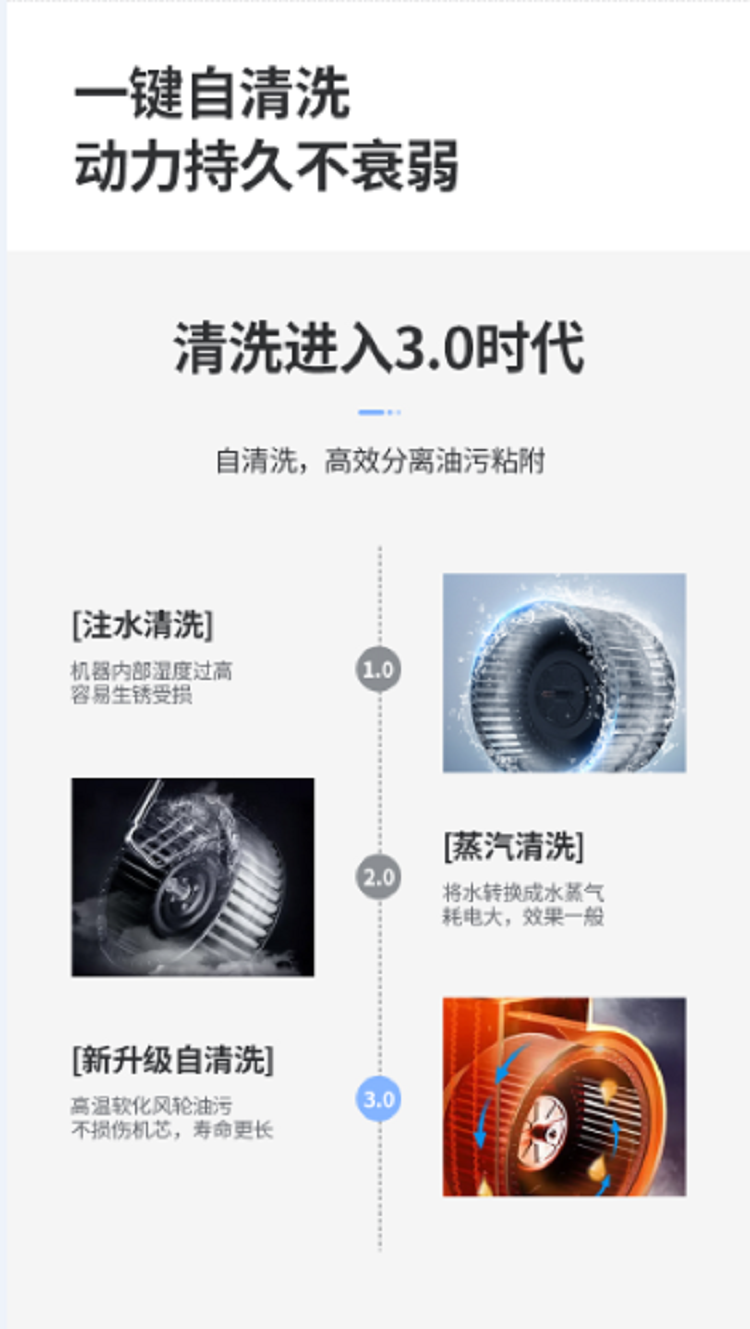 一键自清洗
动力持久不衰弱
清洗进入3.0时代
自清洗，高效分离油污粘附
[注水清洗]
机器内部湿度过高
容易生锈受损
1.0
2.0
[蒸汽清洗]
将水转换成水蒸气
耗电大，效果一般
[新升级自清洗]
高温软化风轮油污
不损伤机芯，寿命更长
3.0